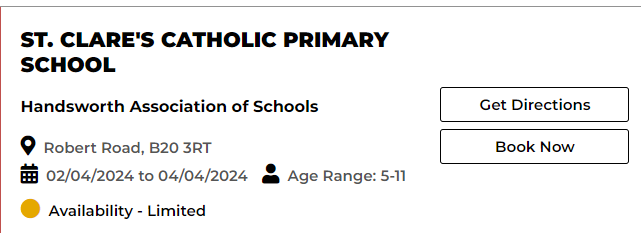 ST. CLARE'S CATHOLIC PRIMARY
SCHOOL
Handsworth Association of Schools
Get Directions
Robert Road, B20 3RT
Book Now
02/04/2024 to 04/04/2024 Age Range: 5-11
Availability - Limited